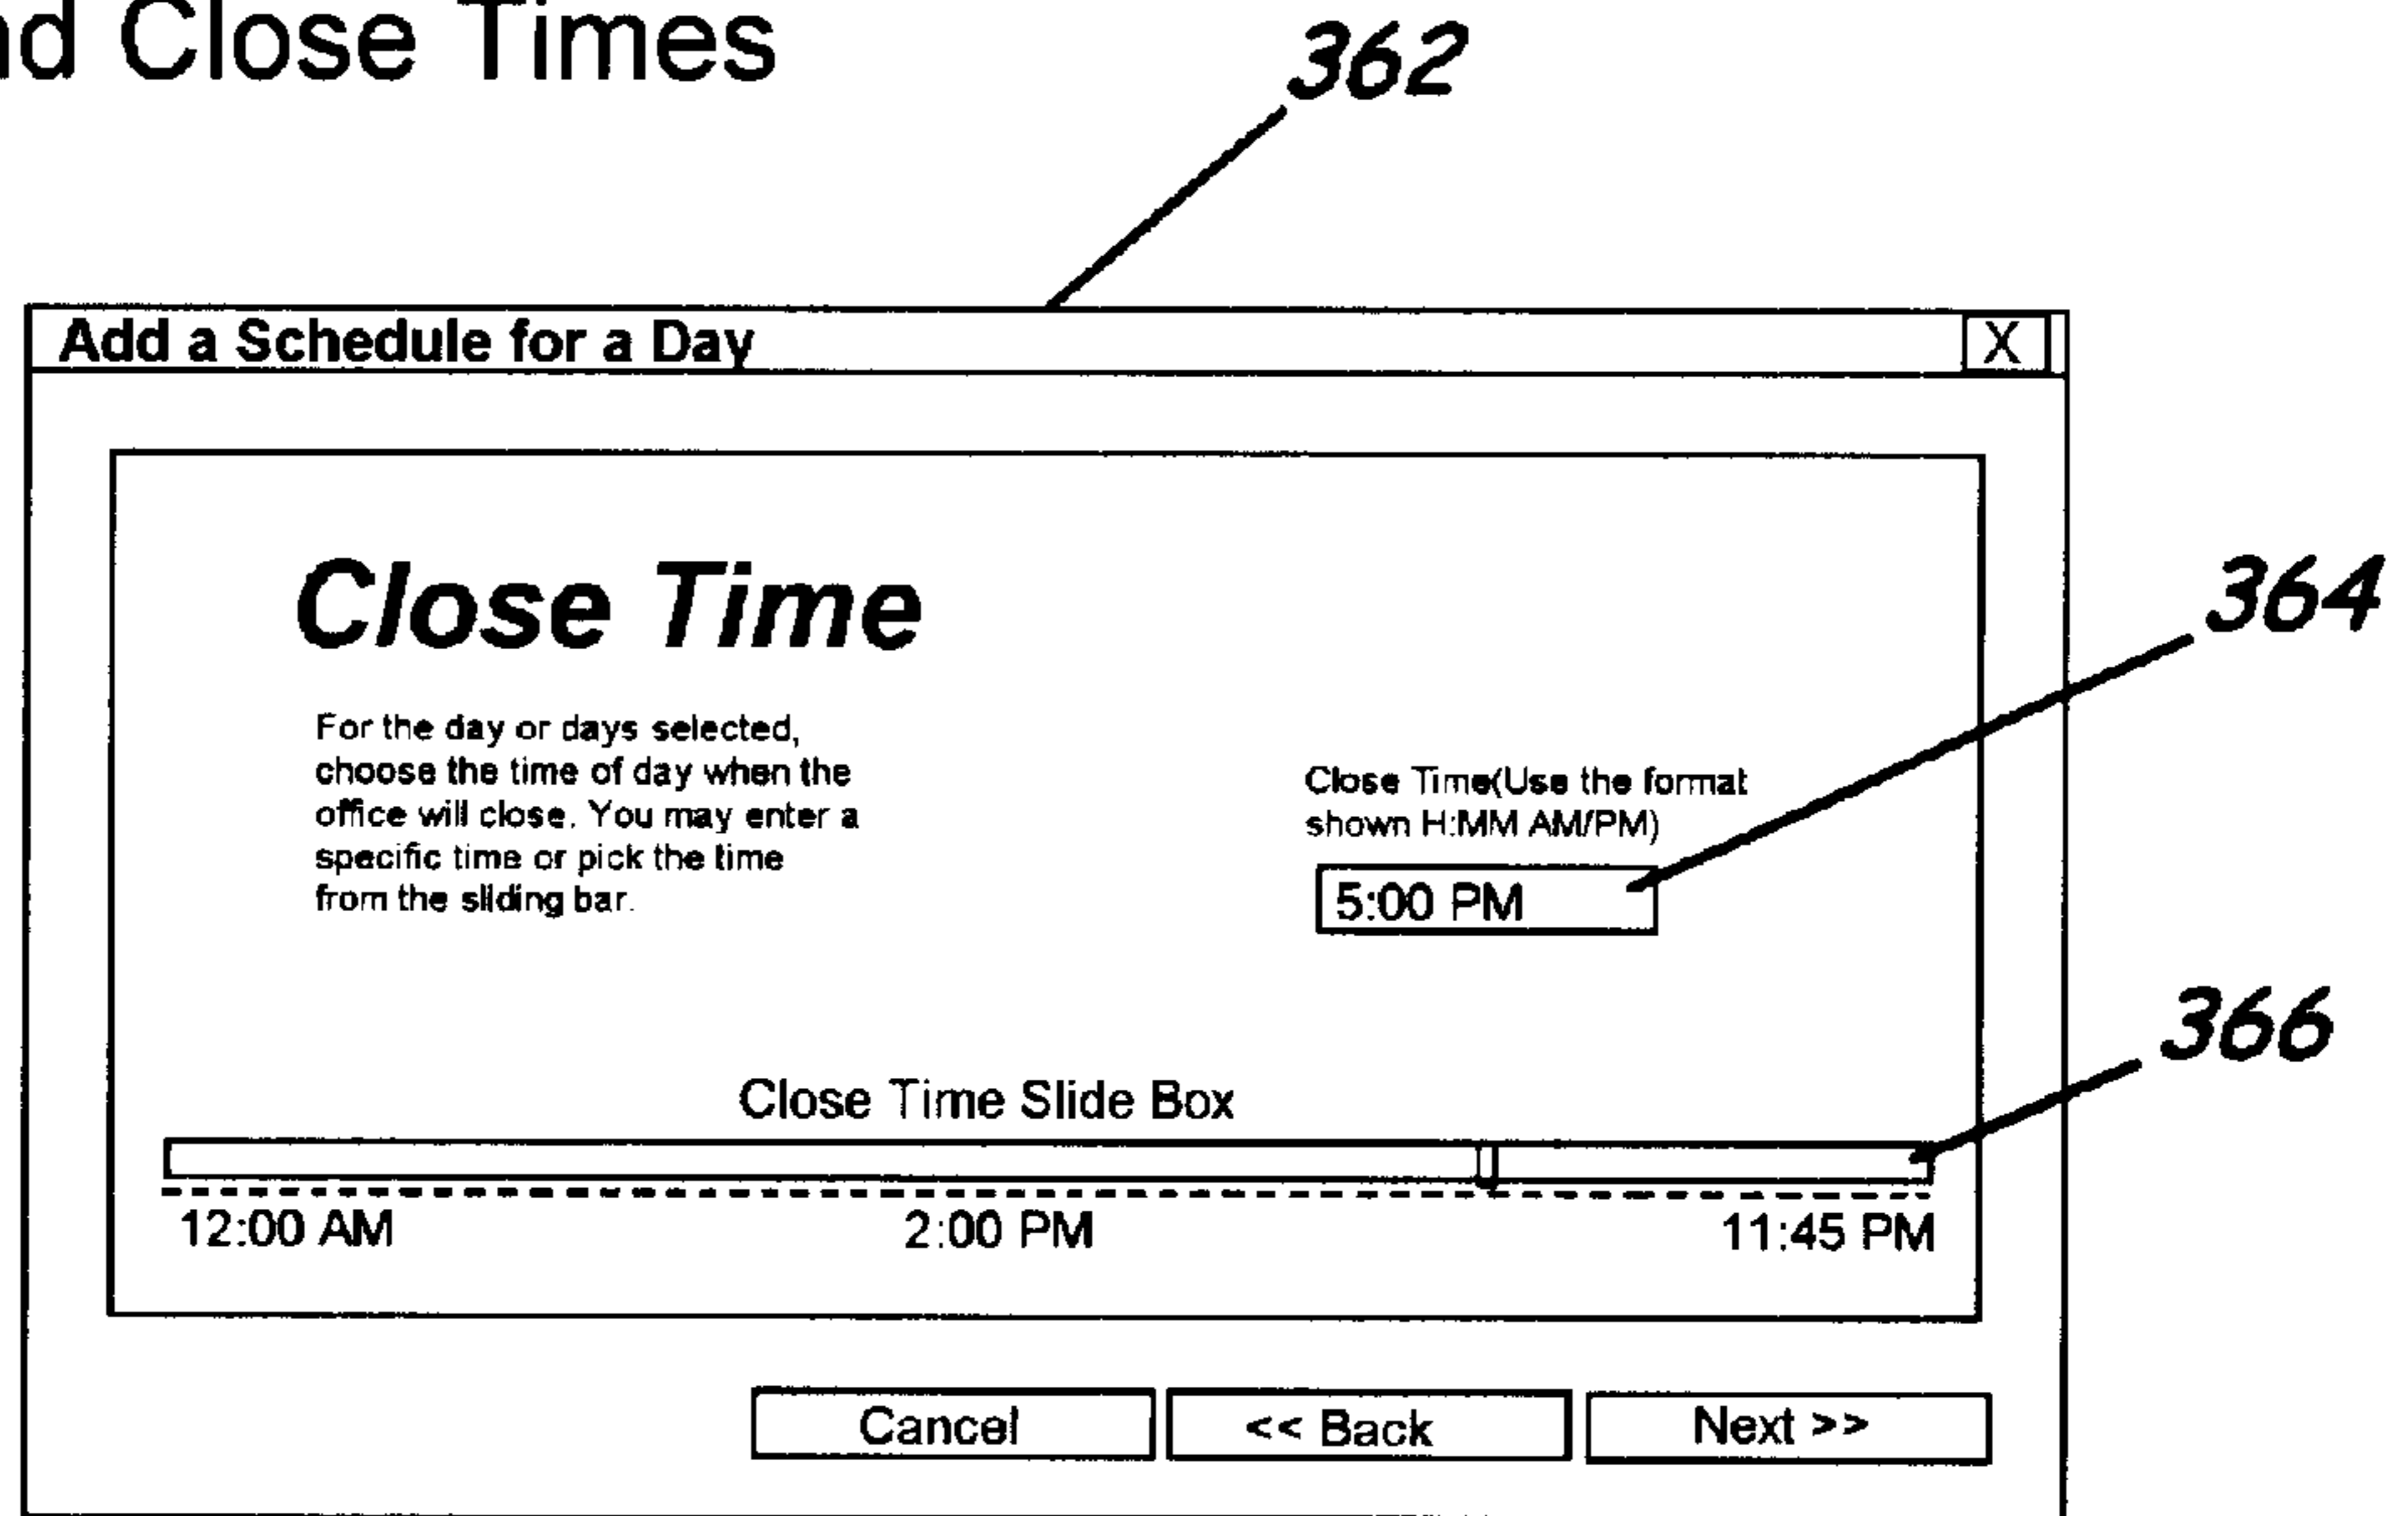 d Close Times
362
Add a Schedule for a Day
X
Close Time
364
For the day or days selected,
choose the time of day when the
office will close. You may enter a
specific time or pick the time
from the sliding bar.
Close Time(Use the format
shown H:MM AM/PM)
5:00 PM
366
Close Time Slide Box
12:00 AM 2:00 PM 11:45 PM
Cancel << Back Next >>